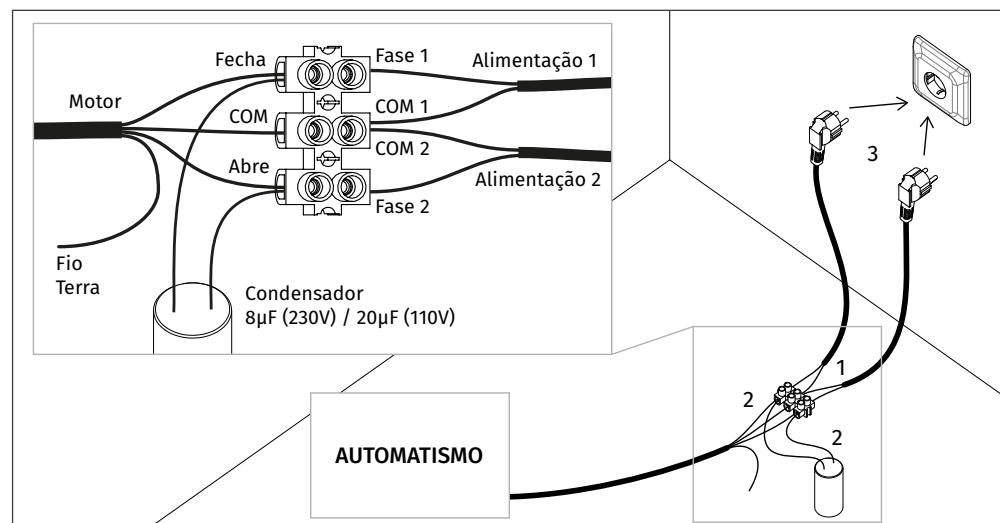 Fecha
Fase 1
Alimentação 1
Motor
COM
COM 1
COM 2
Abre
Alimentação 2
Fase 2
Fio
Terra
Condensador
8µF (230V) / 20µF (110V)
3
1
2
2
AUTOMATISMO